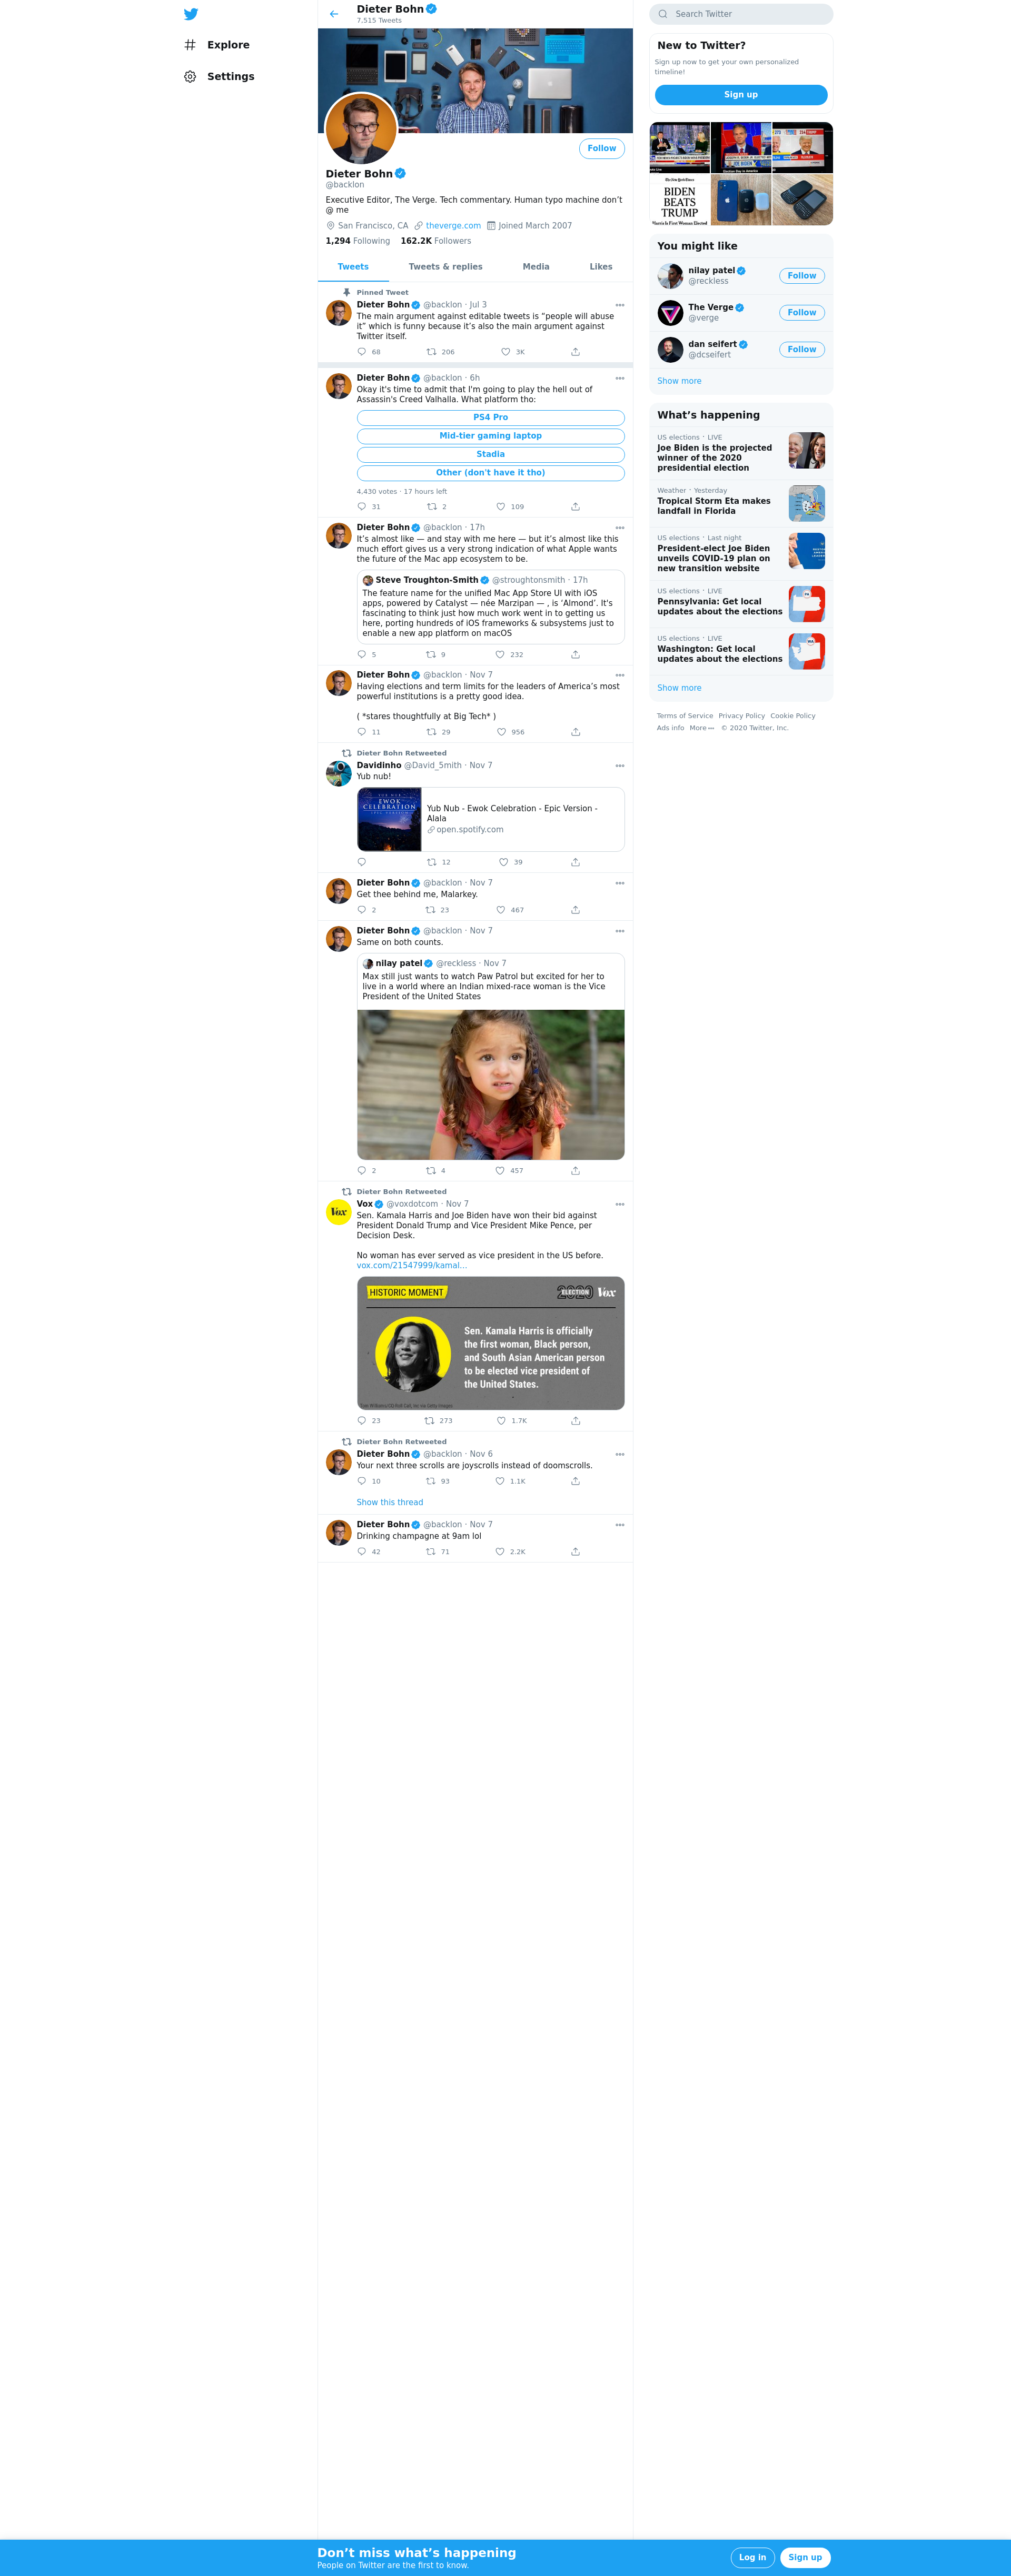 Explore
Settings
Dieter Bohn
7,515 Tweets
Follow
Dieter Bohn
@backlon
Executive Editor, The Verge. Tech commentary. Human typo machine don't
@ me
San Francisco, CA theverge.com Joined March 2007
1,294 Following 162.2K Followers
Tweets Tweets & replies Media Likes
Pinned Tweet
Dieter Bohn @backlon · Jul 3
The main argument against editable tweets is “people will abuse
it” which is funny because it’s also the main argument against
Twitter itself.
68 206 3K
Dieter Bohn @backlon · 6h
Okay it's time to admit that I'm going to play the hell out of
Assassin's Creed Valhalla. What platform tho:
PS4 Pro
Mid-tier gaming laptop
Stadia
Other (don't have it tho)
4,430 votes · 17 hours left
31 2 109
Dieter Bohn @backlon · 17h
It’s almost like — and stay with me here — but it’s almost like this
much effort gives us a very strong indication of what Apple wants
the future of the Mac app ecosystem to be.
Steve Troughton-Smith @stroughtonsmith · 17h
The feature name for the unified Mac App Store UI with iOS
apps, powered by Catalyst — née Marzipan — , is ‘Almond’. It's
fascinating to think just how much work went in to getting us
here, porting hundreds of iOS frameworks & subsystems just to
enable a new app platform on macOS
5 9 232
Dieter Bohn @backlon · Nov 7
Having elections and term limits for the leaders of America’s most
powerful institutions is a pretty good idea.
( *stares thoughtfully at Big Tech* )
11 29 956
Dieter Bohn Retweeted
Davidinho @David_5mith · Nov 7
Yub nub!
YUB NUB
EWOK
CELEBRATION
EPIC VERSION
Yub Nub - Ewok Celebration - Epic Version -
Alala
open.spotify.com
12 39
Dieter Bohn @backlon · Nov 7
Get thee behind me, Malarkey.
2 23 467
Dieter Bohn @backlon · Nov 7
Same on both counts.
nilay patel @reckless · Nov 7
Max still just wants to watch Paw Patrol but excited for her to
live in a world where an Indian mixed-race woman is the Vice
President of the United States
2 4 457
Dieter Bohn Retweeted
Vox
Vox @voxdotcom · Nov 7
Sen. Kamala Harris and Joe Biden have won their bid against
President Donald Trump and Vice President Mike Pence, per
Decision Desk.
No woman has ever served as vice president in the US before.
vox.com/21547999/kamal…
HISTORIC MOMENT
2020 ELECTION Vox
Sen. Kamala Harris is officially
the first woman, Black person,
and South Asian American person
to be elected vice president of
the United States.
23 273 1.7K
Dieter Bohn Retweeted
Dieter Bohn @backlon · Nov 6
Your next three scrolls are joyscrolls instead of doomscrolls.
10 93 1.1K
Show this thread
Dieter Bohn @backlon · Nov 7
Drinking champagne at 9am lol
42 71 2.2K
Search Twitter
New to Twitter?
Sign up now to get your own personalized
timeline!
Sign up
The New York Times
BIDEN
BEATS
TRUMP
Harris Is First Woman Elected
You might like
nilay patel
@reckless
Follow
The Verge
@verge
Follow
dan seifert
@dcseifert
Follow
Show more
What’s happening
US elections · LIVE
Joe Biden is the projected
winner of the 2020
presidential election
Weather · Yesterday
Tropical Storm Eta makes
landfall in Florida
US elections · Last night
President-elect Joe Biden
unveils COVID-19 plan on
new transition website
US elections · LIVE
Pennsylvania: Get local
updates about the elections
US elections · LIVE
Washington: Get local
updates about the elections
Show more
Terms of Service Privacy Policy Cookie Policy
Ads info More © 2020 Twitter, Inc.
Don’t miss what’s happening
People on Twitter are the first to know.
Log in
Sign up